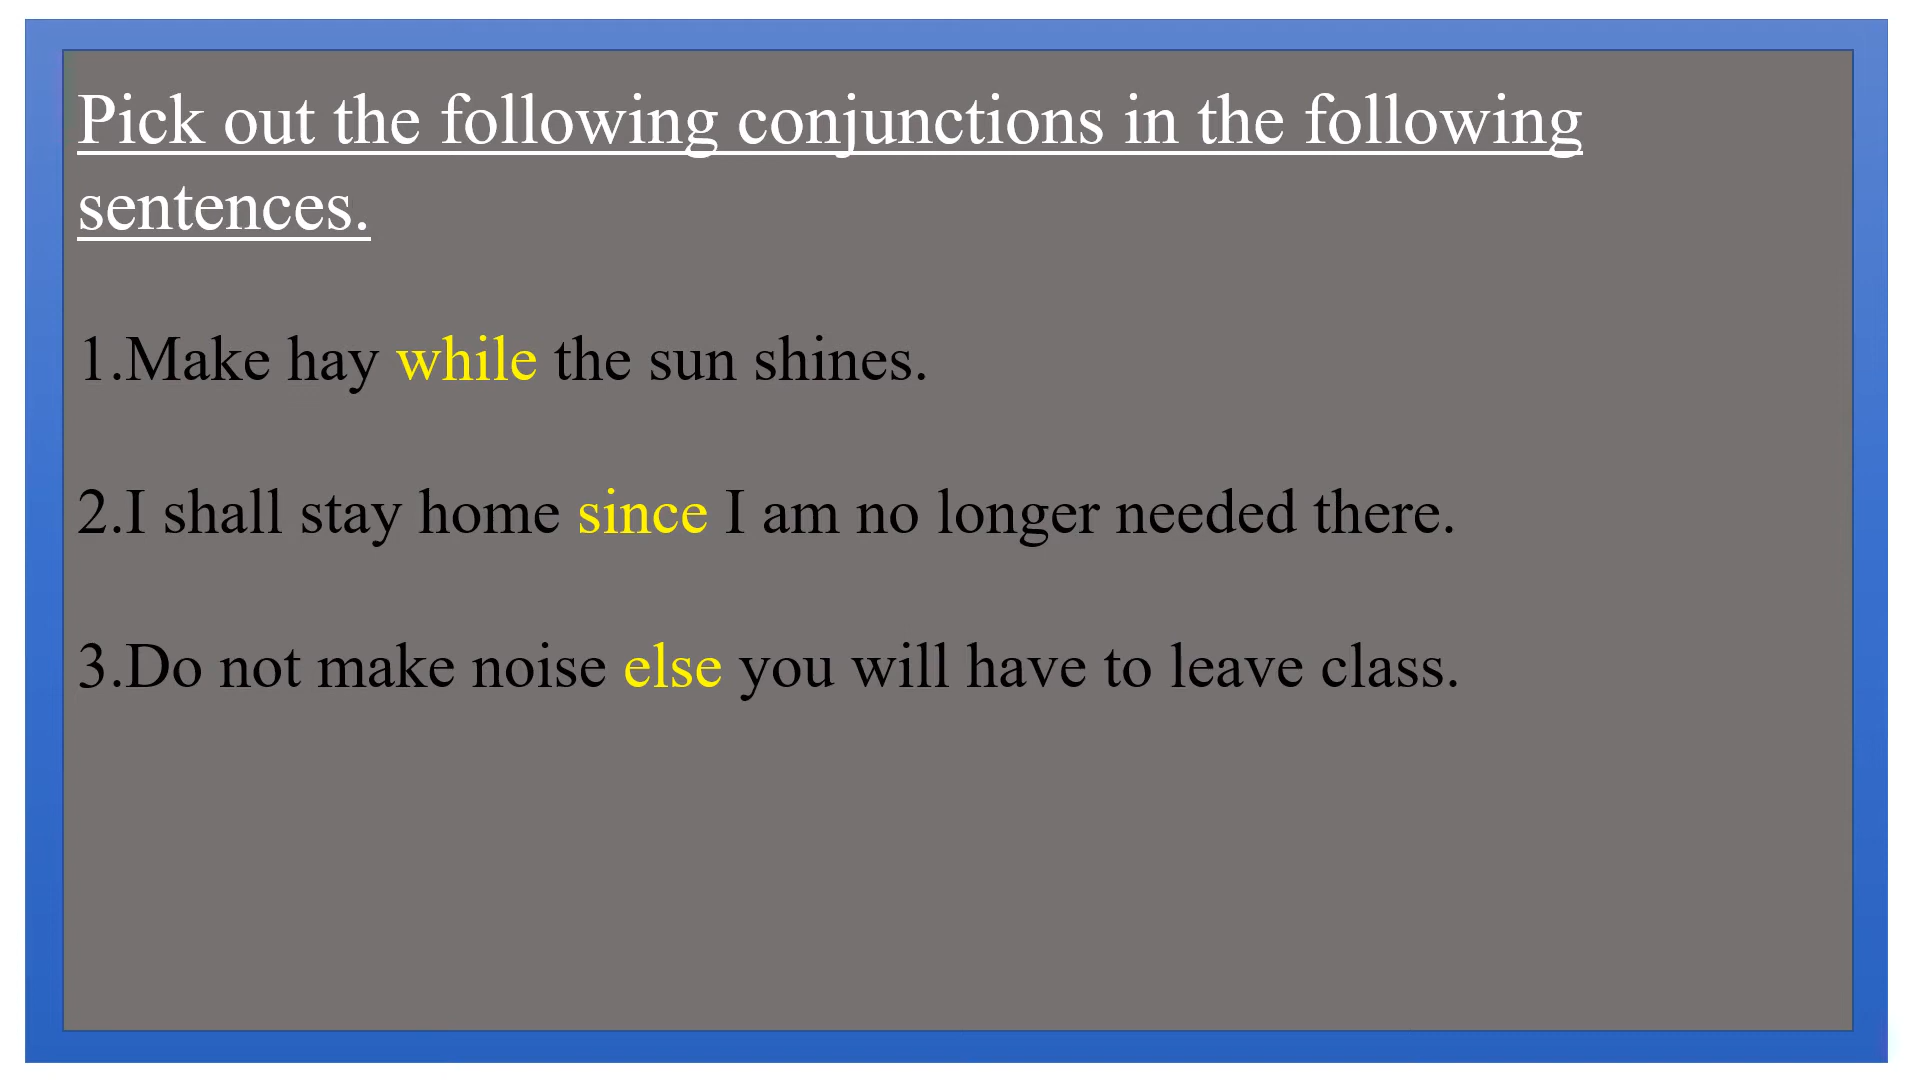 Pick out the following conjunctions in the following
sentences.
1.Make hay while the sun shines.
2.I shall stay home since I am no longer needed there.
3.Do not make noise else you will have to leave class.